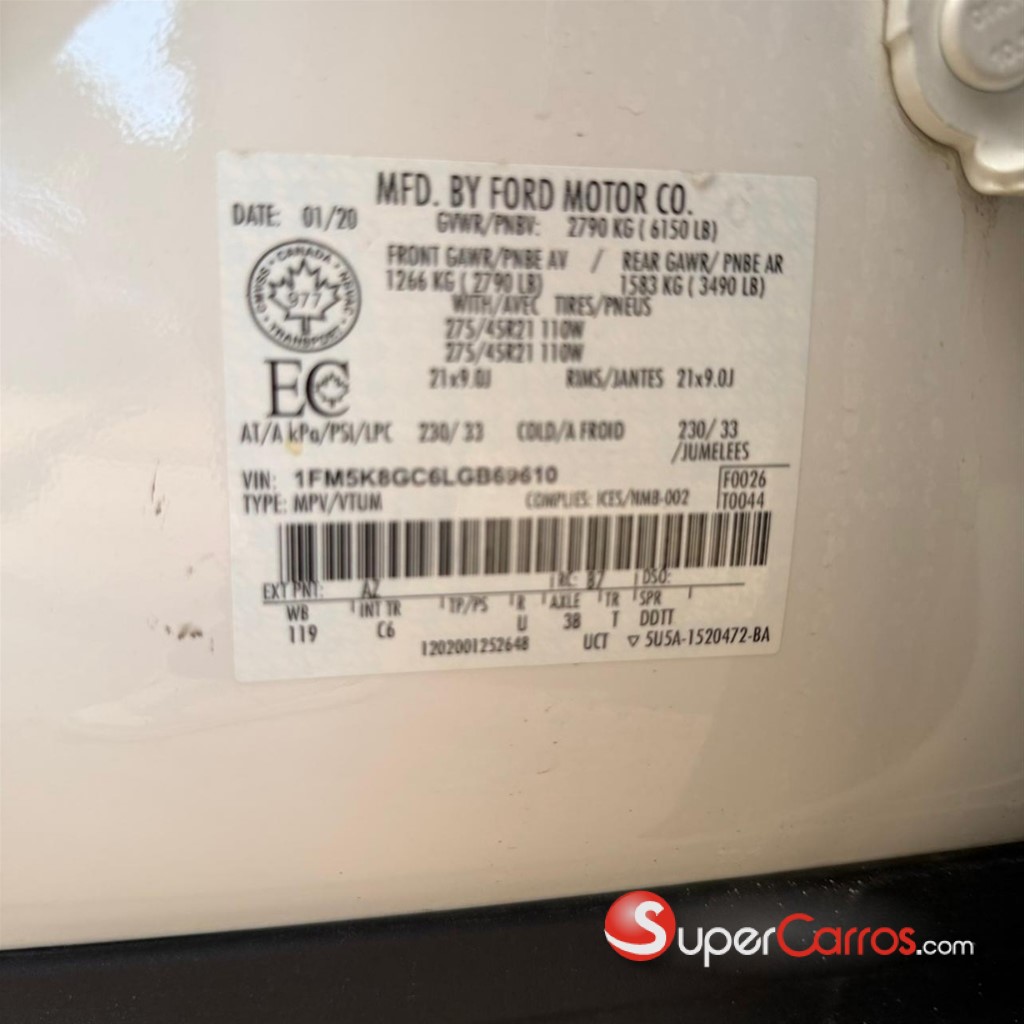 MFD. BY FORD MOTOR CO.
DATE: 01/20
GVWR/PNBV: 2790 KG ( 6150 LB)
FRONT GAWR/PNBE AV / REAR GAWR/ PNBE AR
1266 KG ( 2790 LB) 1583 KG ( 3490 LB)
WITH/AVEC TIRES/PNEUS
275/45R21 110W
275/45R21 110W
CANADA
977
TRANSPORT
EC
21x9.0J RIMS/JANTES 21x9.0J
AT/A kPa/PSI/LPC 230/ 33 COLD/A FROID 230/ 33
/JUMELEES
VIN: 1FM5K8GC6LGB69610 F0026
TYPE: MPV/VTUM COMPLIES: ICES/NMB-002 T0044
EXT PNT: AZ RC: B7 DSO:
WB INT TR TP/PS R AXLE TR SPR
119 C6 U 3B T DDTT
1202001252648 UCT ▽ 5U5A-1520472-BA
SuperCarros.com